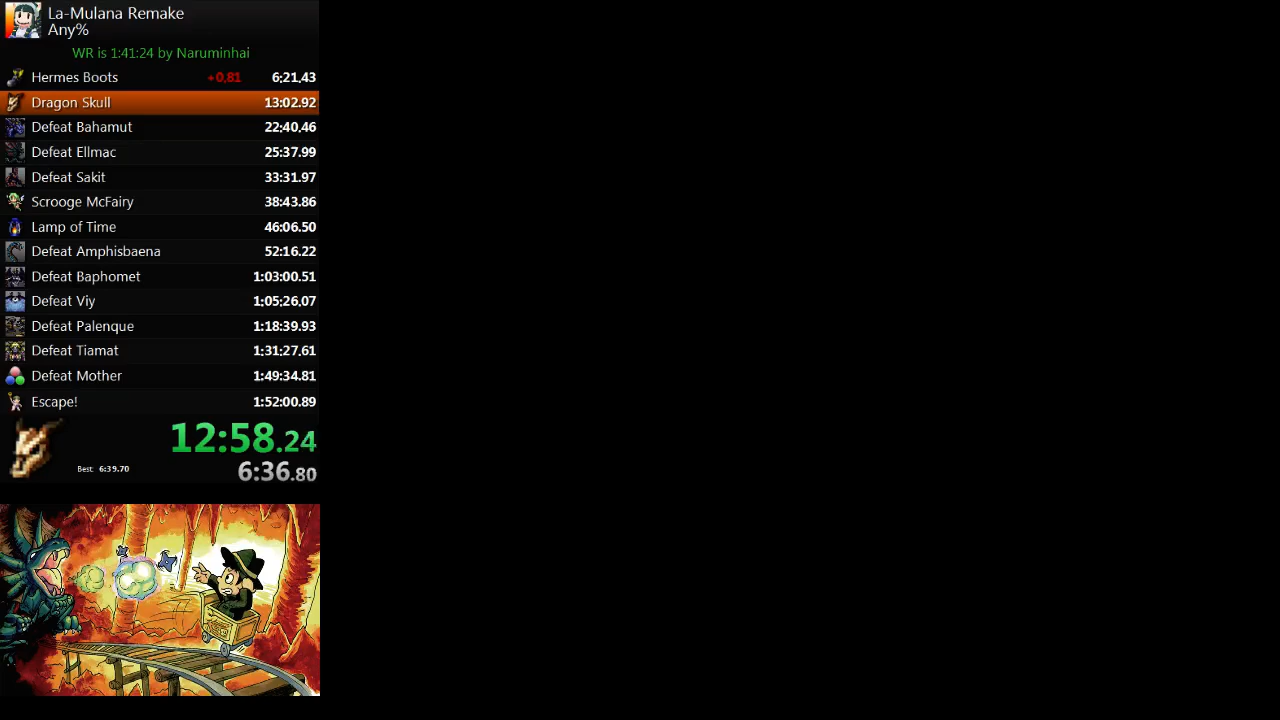 La-Mulana Remake
Any%
WR is 1:41:24 by Naruminhai
Hermes Boots +0.81 6:21.43
Dragon Skull 13:02.92
Defeat Bahamut 22:40.46
Defeat Ellmac 25:37.99
Defeat Sakit 33:31.97
Scrooge McFairy 38:43.86
Lamp of Time 46:06.50
Defeat Amphisbaena 52:16.22
Defeat Baphomet 1:03:00.51
Defeat Viy 1:05:26.07
Defeat Palenque 1:18:39.93
Defeat Tiamat 1:31:27.61
Defeat Mother 1:49:34.81
Escape! 1:52:00.89
12:58.24
Best: 6:39.70 6:36.80